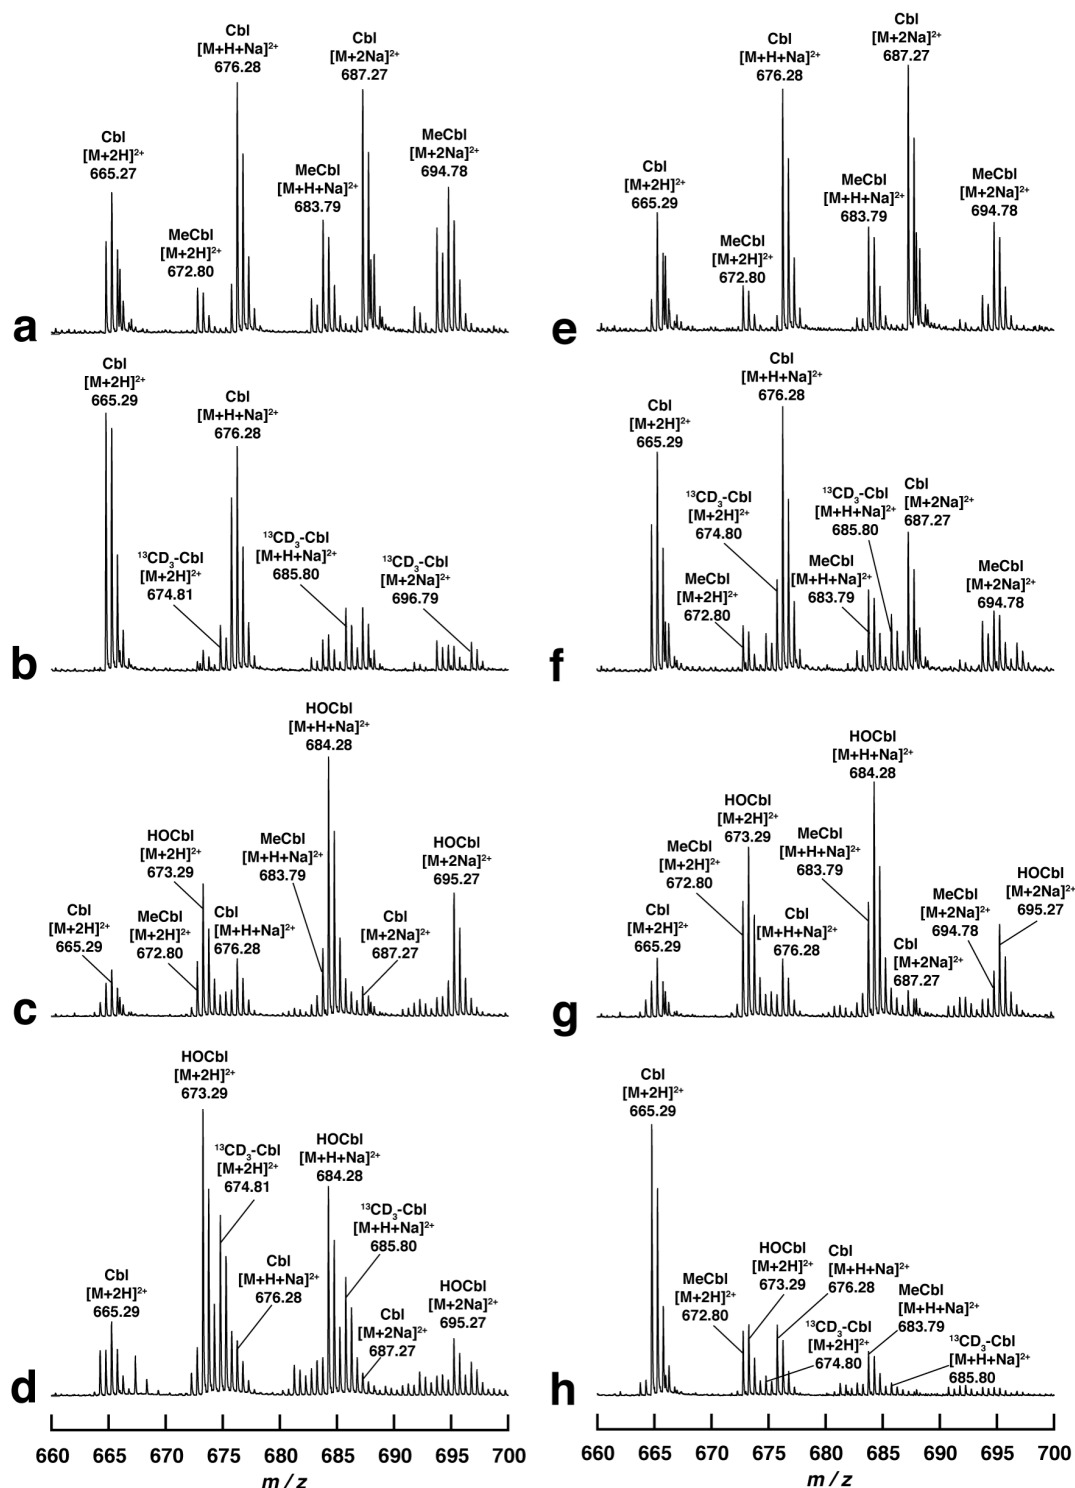 Cbl
[M+2H]²⁺
665.27
MeCbl
[M+2H]²⁺
672.80
Cbl
[M+H+Na]²⁺
676.28
MeCbl
[M+H+Na]²⁺
683.79
Cbl
[M+2Na]²⁺
687.27
MeCbl
[M+2Na]²⁺
694.78
a
Cbl
[M+2H]²⁺
665.29
MeCbl
[M+2H]²⁺
672.80
Cbl
[M+H+Na]²⁺
676.28
MeCbl
[M+H+Na]²⁺
683.79
Cbl
[M+2Na]²⁺
687.27
MeCbl
[M+2Na]²⁺
694.78
e
Cbl
[M+2H]²⁺
665.29
¹³CD₃-Cbl
[M+2H]²⁺
674.81
Cbl
[M+H+Na]²⁺
676.28
¹³CD₃-Cbl
[M+H+Na]²⁺
685.80
¹³CD₃-Cbl
[M+2Na]²⁺
696.79
b
Cbl
[M+2H]²⁺
665.29
MeCbl
[M+2H]²⁺
672.80
¹³CD₃-Cbl
[M+2H]²⁺
674.80
Cbl
[M+H+Na]²⁺
676.28
MeCbl
[M+H+Na]²⁺
683.79
¹³CD₃-Cbl
[M+H+Na]²⁺
685.80
Cbl
[M+2Na]²⁺
687.27
MeCbl
[M+2Na]²⁺
694.78
f
Cbl
[M+2H]²⁺
665.29
MeCbl
[M+2H]²⁺
672.80
HOCbl
[M+2H]²⁺
673.29
Cbl
[M+H+Na]²⁺
676.28
MeCbl
[M+H+Na]²⁺
683.79
HOCbl
[M+H+Na]²⁺
684.28
Cbl
[M+2Na]²⁺
687.27
HOCbl
[M+2Na]²⁺
695.27
c
Cbl
[M+2H]²⁺
665.29
MeCbl
[M+2H]²⁺
672.80
HOCbl
[M+2H]²⁺
673.29
Cbl
[M+H+Na]²⁺
676.28
MeCbl
[M+H+Na]²⁺
683.79
HOCbl
[M+H+Na]²⁺
684.28
Cbl
[M+2Na]²⁺
687.27
MeCbl
[M+2Na]²⁺
694.78
HOCbl
[M+2Na]²⁺
695.27
g
Cbl
[M+2H]²⁺
665.29
HOCbl
[M+2H]²⁺
673.29
¹³CD₃-Cbl
[M+2H]²⁺
674.81
Cbl
[M+H+Na]²⁺
676.28
HOCbl
[M+H+Na]²⁺
684.28
¹³CD₃-Cbl
[M+H+Na]²⁺
685.80
Cbl
[M+2Na]²⁺
687.27
HOCbl
[M+2Na]²⁺
695.27
d
Cbl
[M+2H]²⁺
665.29
MeCbl
[M+2H]²⁺
672.80
HOCbl
[M+2H]²⁺
673.29
¹³CD₃-Cbl
[M+2H]²⁺
674.80
Cbl
[M+H+Na]²⁺
676.28
MeCbl
[M+H+Na]²⁺
683.79
¹³CD₃-Cbl
[M+H+Na]²⁺
685.80
h
660 665 670 675 680 685 690 695 700
m / z
660 665 670 675 680 685 690 695 700
m / z